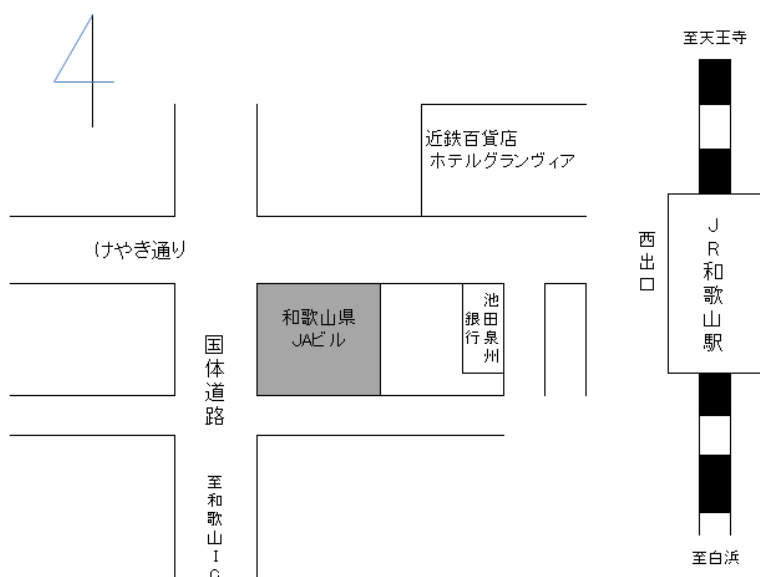 至天王寺
近鉄百貨店
ホテルグランヴィア
けやき通り
西出口
JR和歌山駅
和歌山県
JAビル
池田泉州
銀行
国体道路
至和歌山IC
至白浜